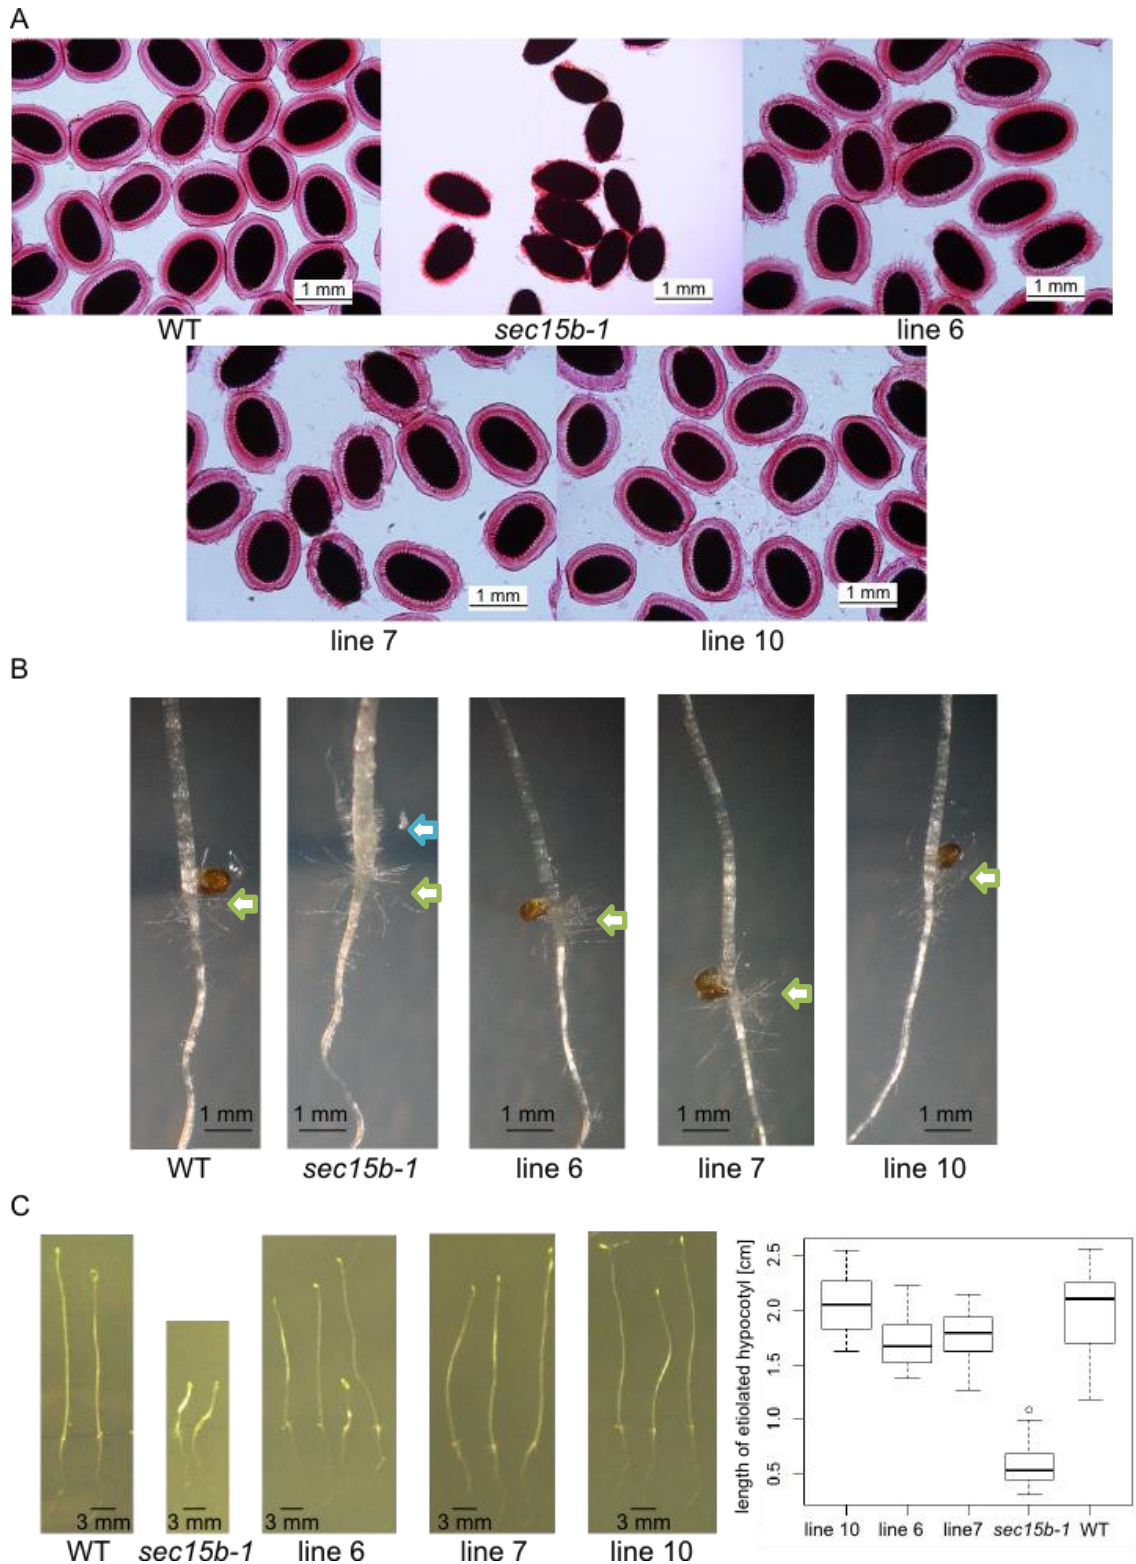 A
1 mm
1 mm
1 mm
WT
sec15b-1
line 6
1 mm
1 mm
line 7
line 10
B
1 mm
1 mm
1 mm
1 mm
1 mm
WT
sec15b-1
line 6
line 7
line 10
C
3 mm
3 mm
3 mm
3 mm
3 mm
WT
sec15b-1
line 6
line 7
line 10
length of etiolated hypocotyl [cm]
2.5
2.0
1.5
1.0
0.5
line 10
line 6
line7
sec15b-1
WT